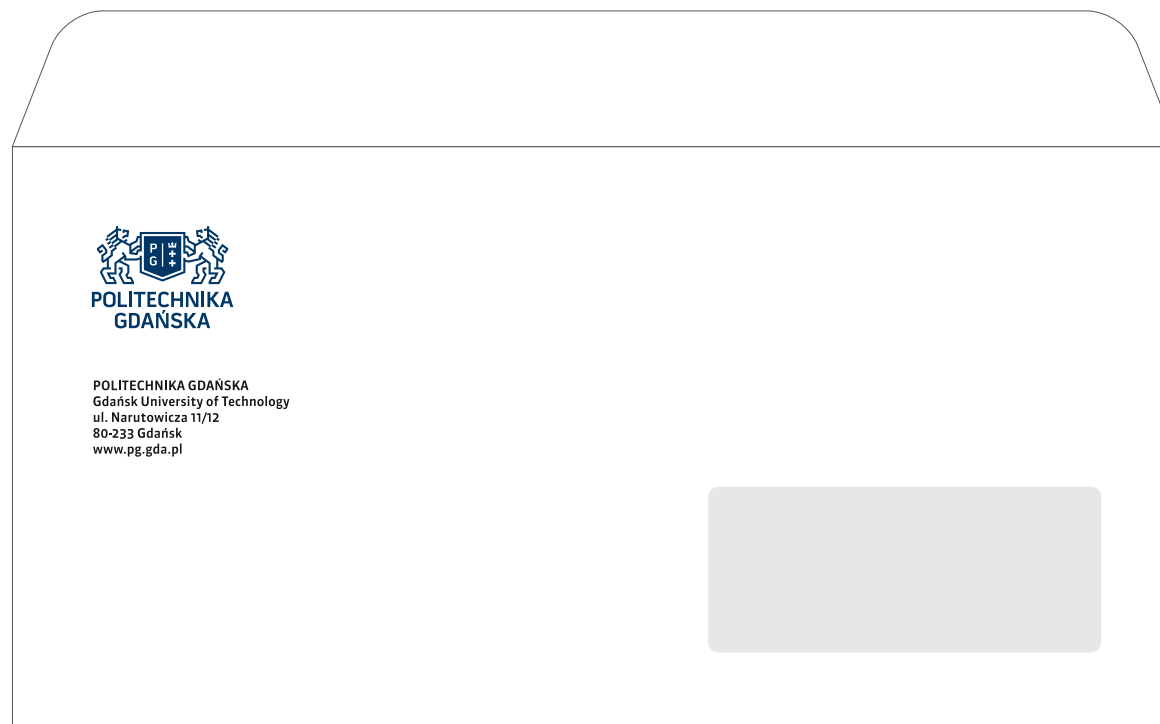 P
G
POLITECHNIKA
GDAŃSKA
POLITECHNIKA GDAŃSKA
Gdańsk University of Technology
ul. Narutowicza 11/12
80-233 Gdańsk
www.pg.gda.pl